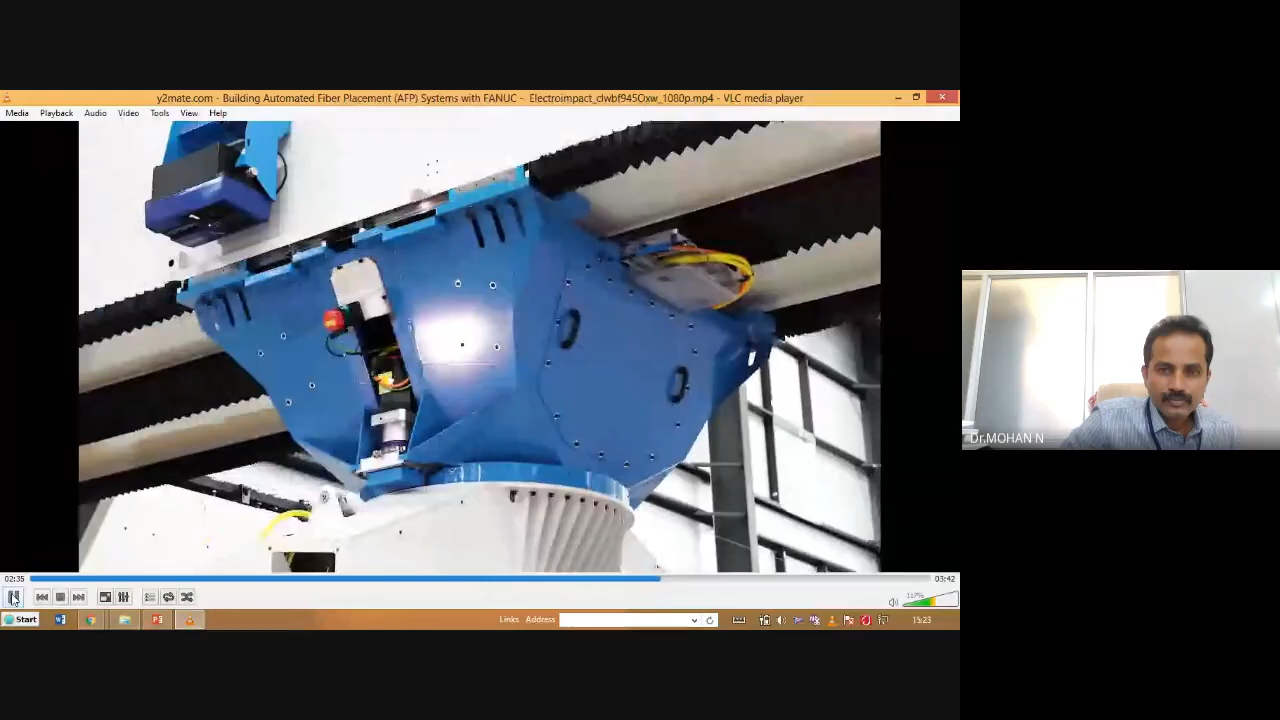 y2mate.com - Building Automated Fiber Placement (AFP) Systems with FANUC - Electroimpact_clwbf945Oxw_1080p.mp4 - VLC media player
Media Playback Audio Video Tools View Help
Dr.MOHAN N
02:35
03:42
117%
Start
Links Address
15:23